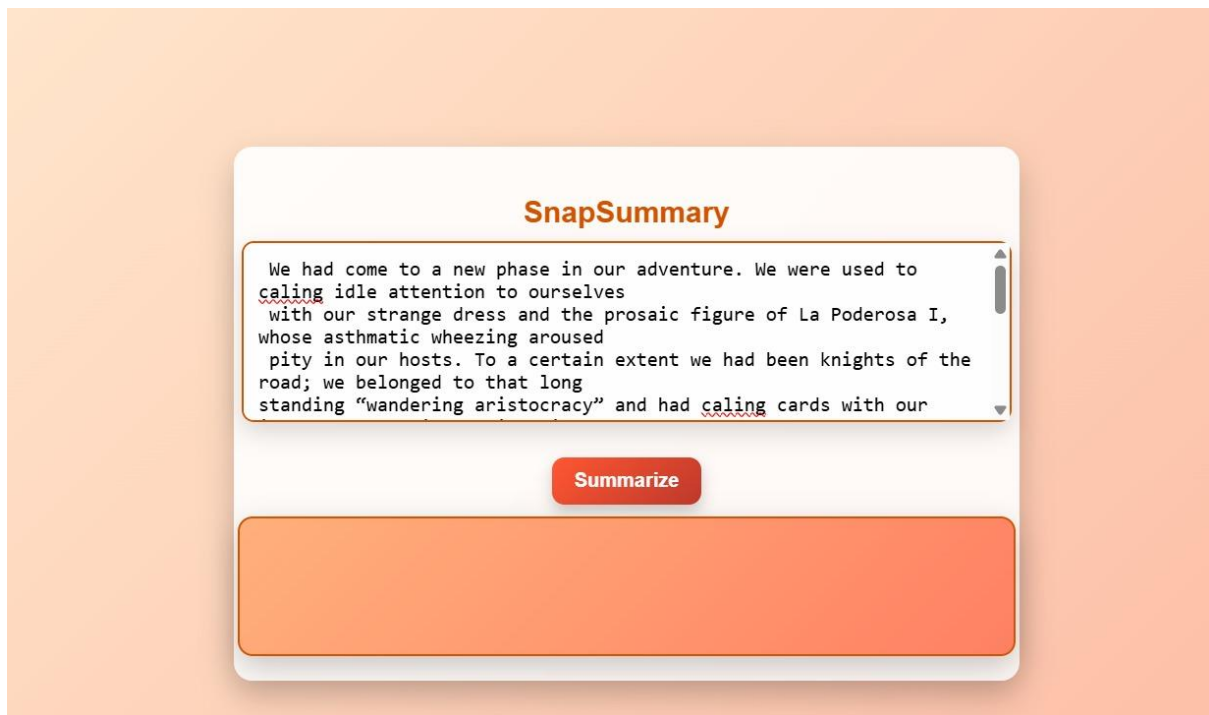 SnapSummary
We had come to a new phase in our adventure. We were used to
caling idle attention to ourselves
with our strange dress and the prosaic figure of La Poderosa I,
whose asthmatic wheezing aroused
pity in our hosts. To a certain extent we had been knights of the
road; we belonged to that long
standing “wandering aristocracy” and had caling cards with our
Summarize